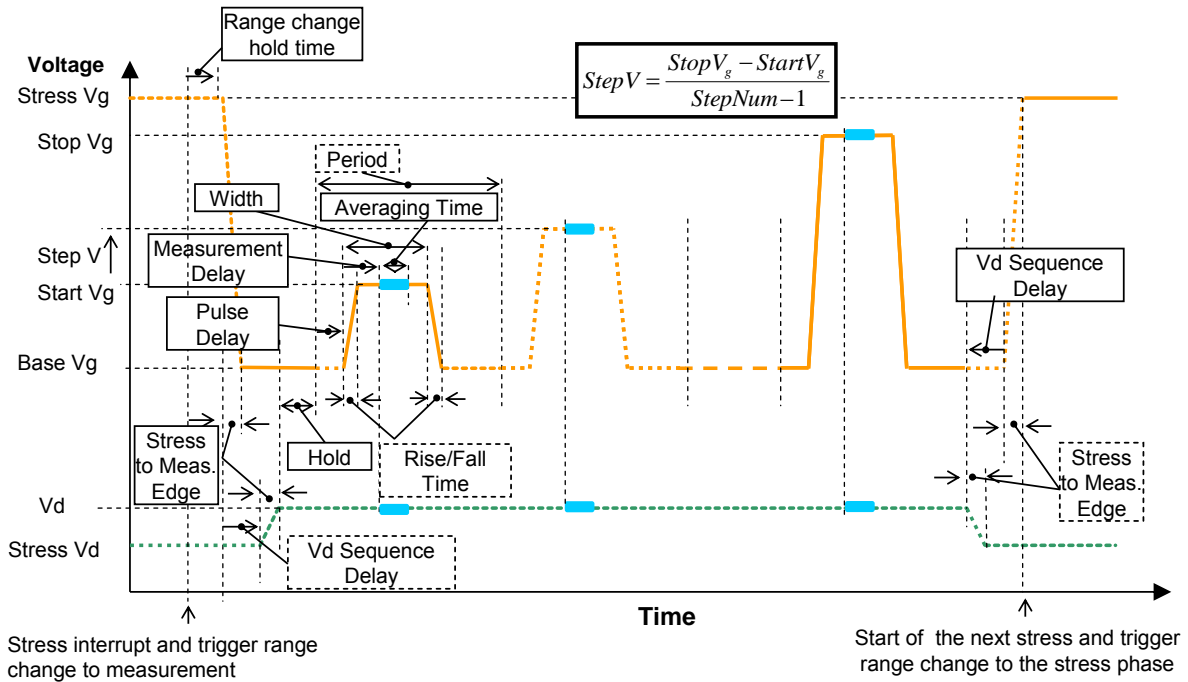 Range change
hold time
Voltage
Stress Vg
StepV = (StopV_g − StartV_g) / (StepNum − 1)
Stop Vg
Period
Width
Averaging Time
Step V
Measurement
Delay
Start Vg
Vd Sequence
Delay
Pulse
Delay
Base Vg
Stress
to Meas.
Edge
Hold
Rise/Fall
Time
Stress
to Meas.
Edge
Vd
Stress Vd
Vd Sequence
Delay
Time
Stress interrupt and trigger range
change to measurement
Start of the next stress and trigger
range change to the stress phase